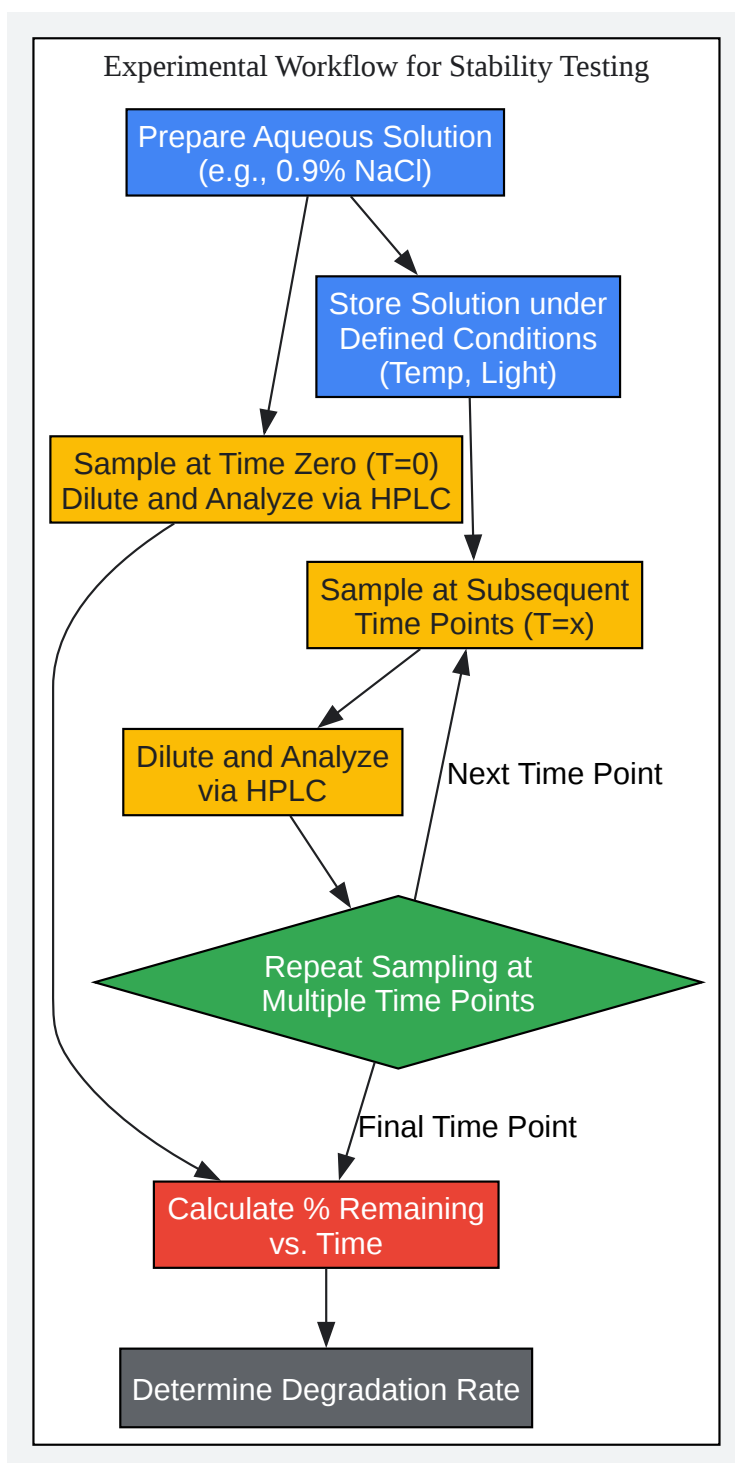 Experimental Workflow for Stability Testing
Prepare Aqueous Solution
(e.g., 0.9% NaCl)
Store Solution under
Defined Conditions
(Temp, Light)
Sample at Time Zero (T=0)
Dilute and Analyze via HPLC
Sample at Subsequent
Time Points (T=x)
Dilute and Analyze
via HPLC
Next Time Point
Repeat Sampling at
Multiple Time Points
Final Time Point
Calculate % Remaining
vs. Time
Determine Degradation Rate